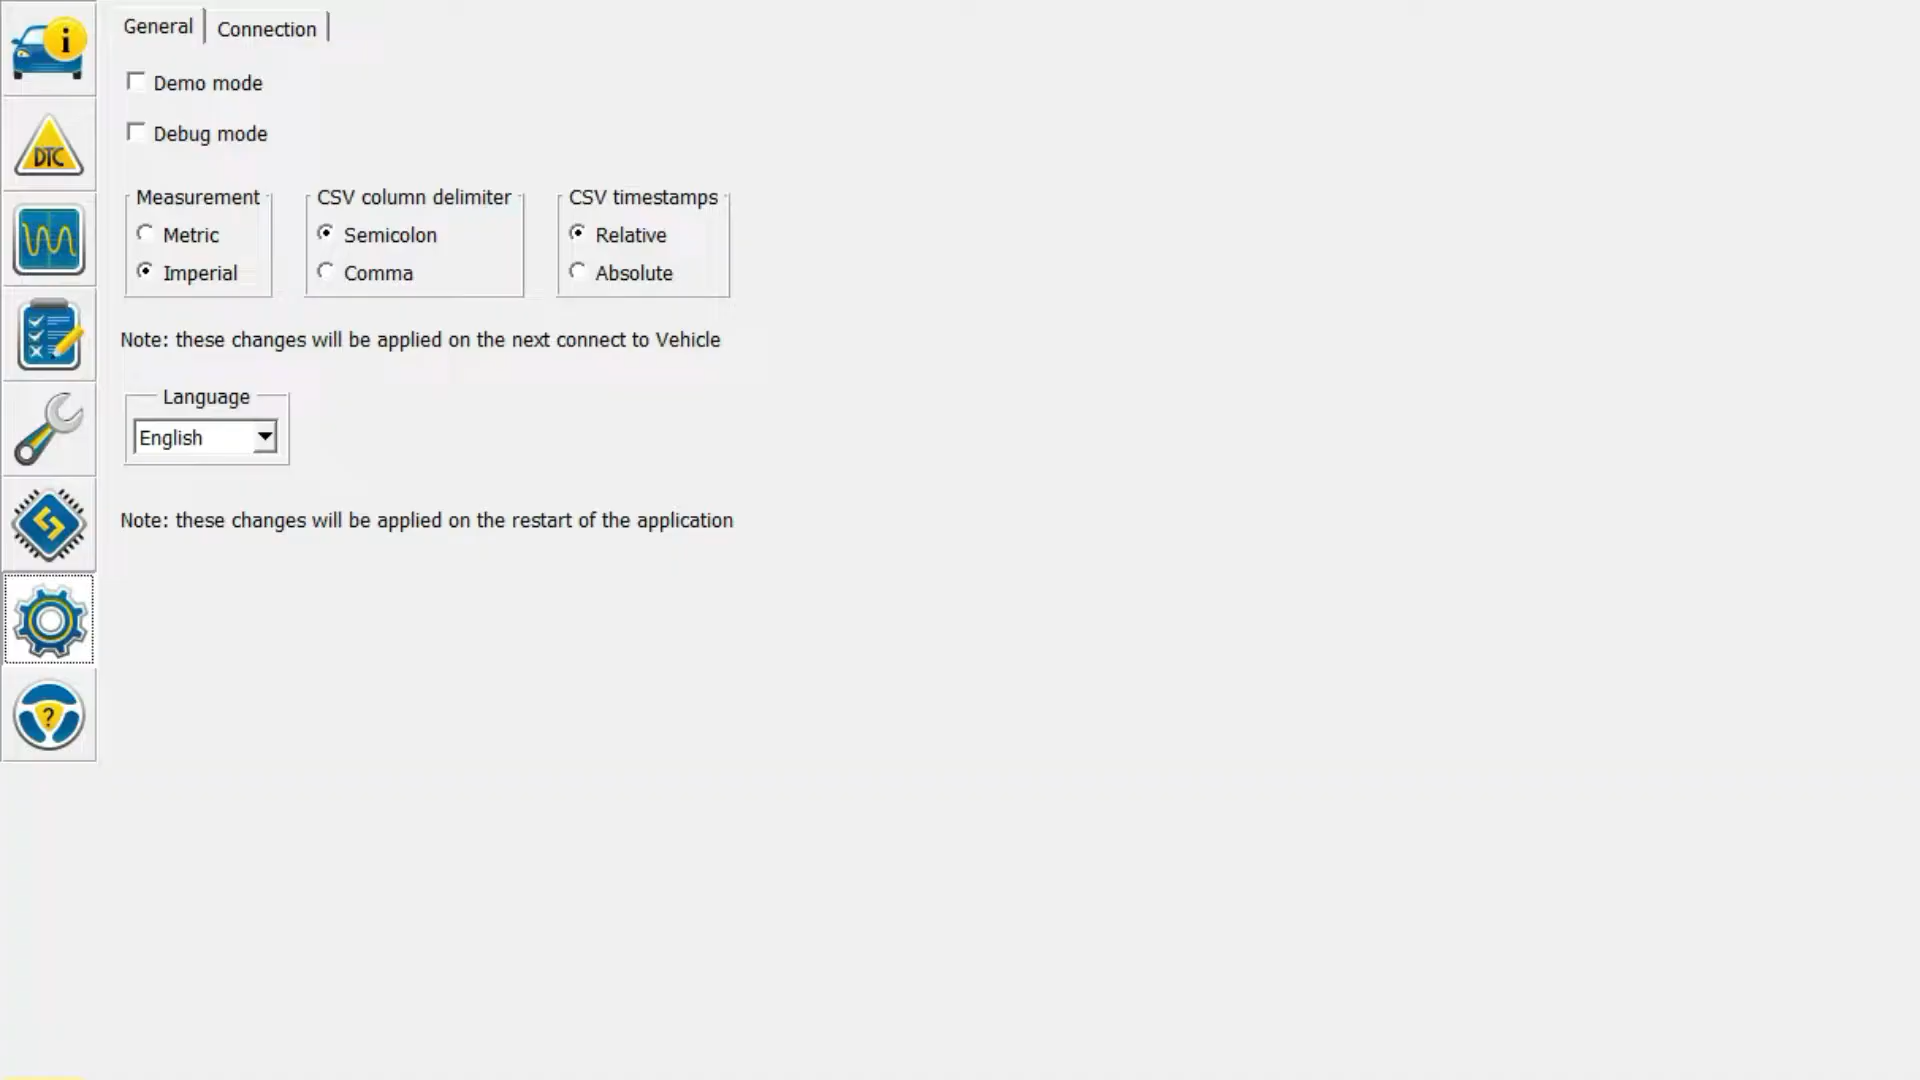 General
Connection
Demo mode
Debug mode
Measurement
Metric
Imperial
CSV column delimiter
Semicolon
Comma
CSV timestamps
Relative
Absolute
Note: these changes will be applied on the next connect to Vehicle
Language
English
Note: these changes will be applied on the restart of the application
i
DTC
?